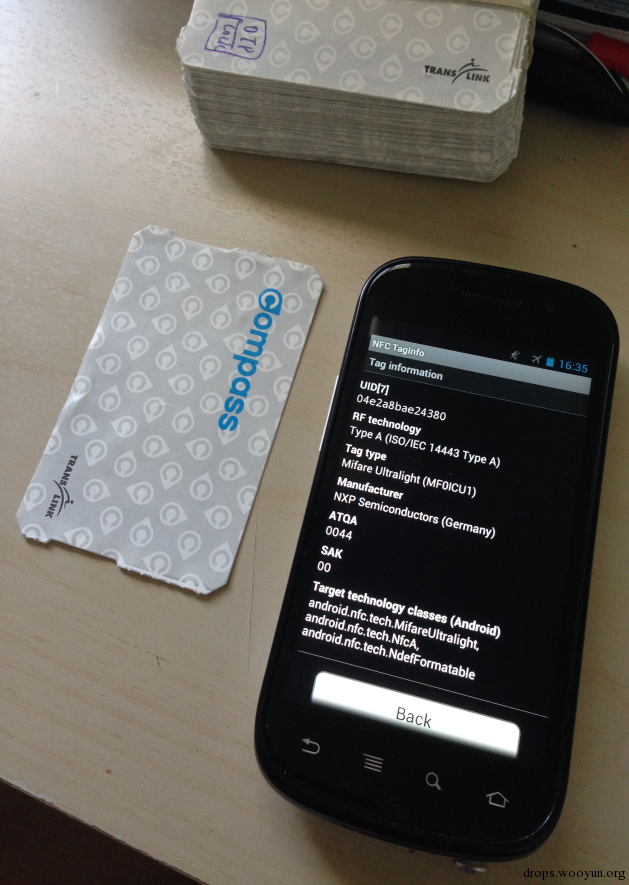 OTP
TRANS LINK
Compass
TRANS LINK
NFC TagInfo
16:35
Tag information
UID[7]
04e2a8bae24380
RF technology
Type A (ISO/IEC 14443 Type A)
Tag type
Mifare Ultralight (MF0ICU1)
Manufacturer
NXP Semiconductors (Germany)
ATQA
0044
SAK
00
Target technology classes (Android)
android.nfc.tech.MifareUltralight,
android.nfc.tech.NfcA,
android.nfc.tech.NdefFormatable
Back
drops.wooyun.org